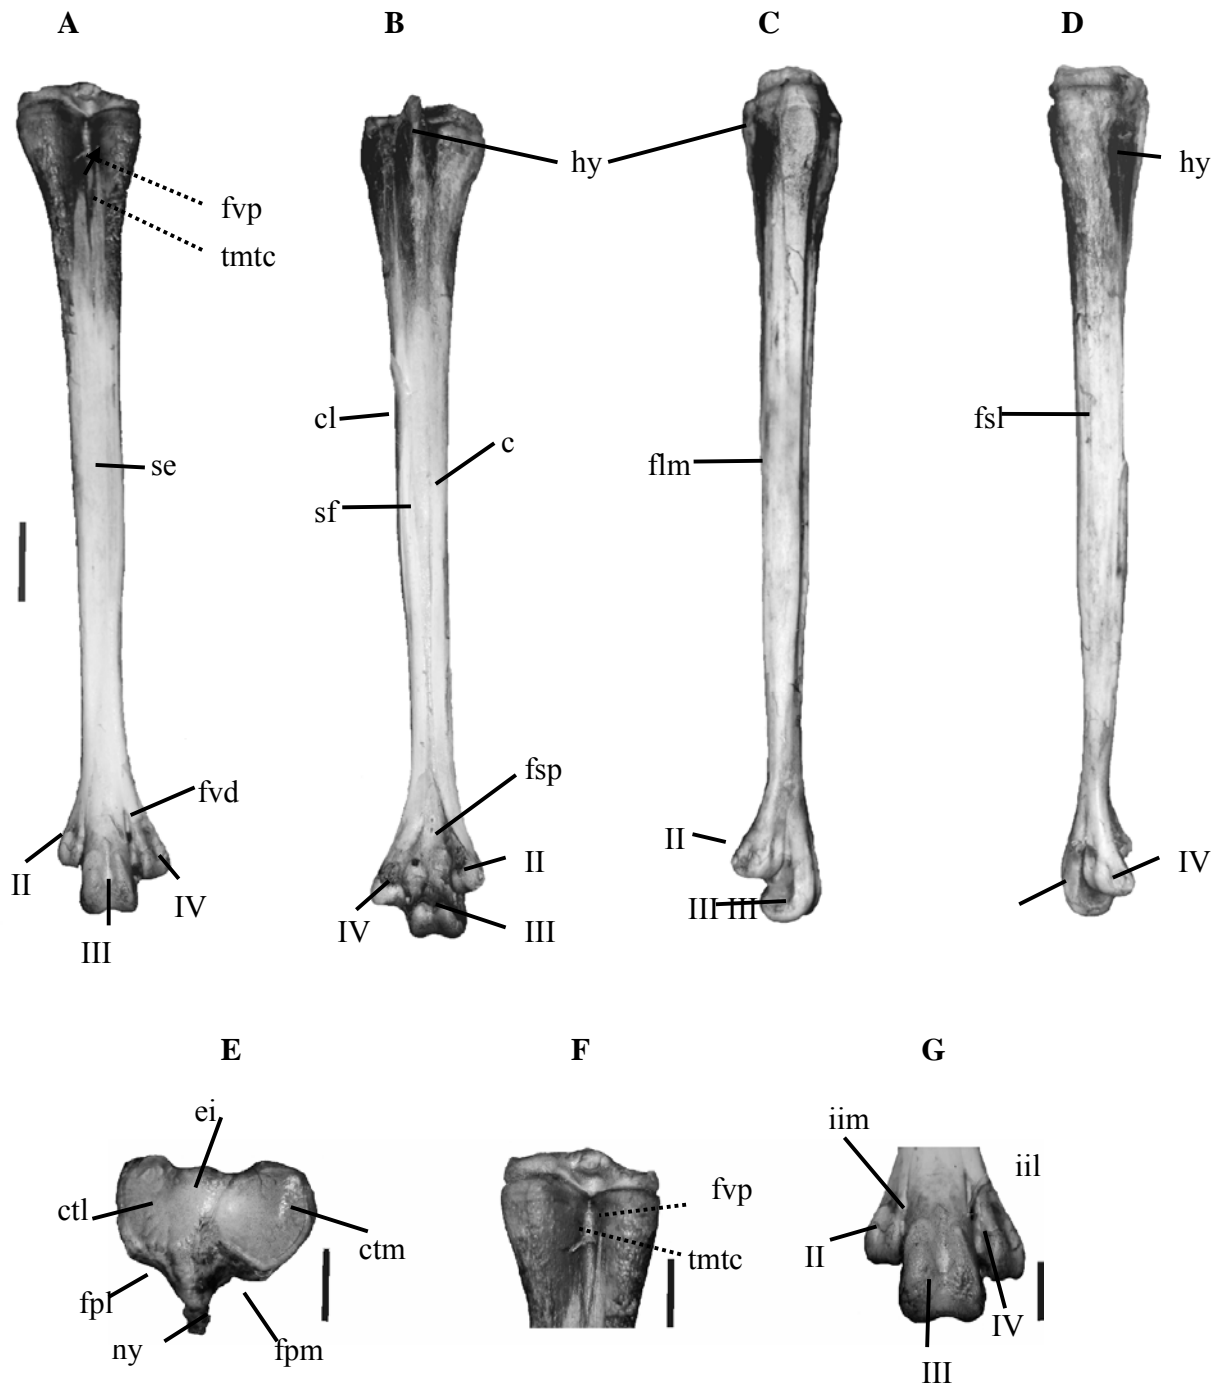 A B C D
hy hy
fvp
tmtc
cl c fsl
se flm
sf
fsp
fvd
II II II IV
IV III III IV
III III
E F G
ei iim
ctl fvp iil
ctm tmtc II
fpl IV
ny fpm
III